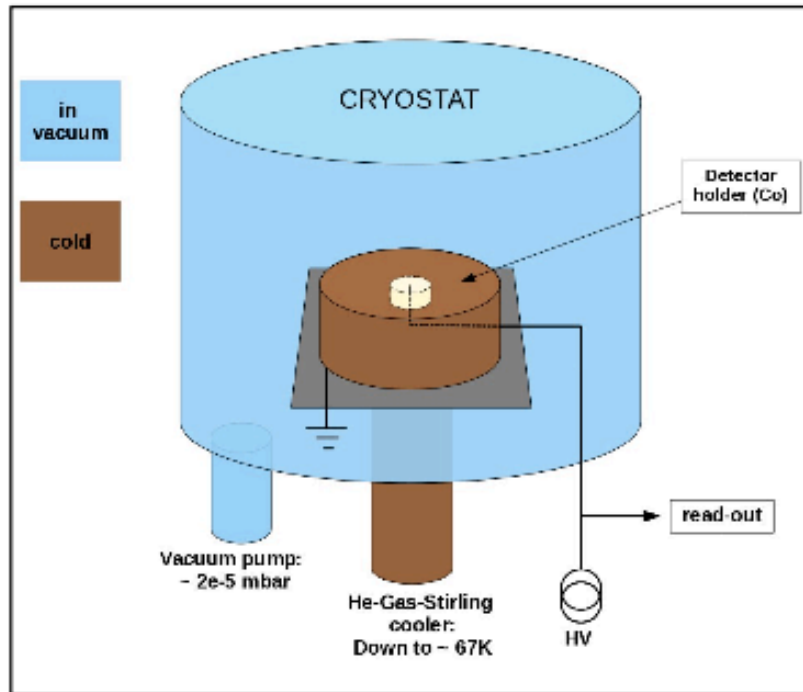 CRYOSTAT
in
vacuum
cold
Detector
holder (Co)
read-out
Vacuum pump:
~ 2e-5 mbar
He-Gas-Stirling
cooler:
Down to ~ 67K
HV